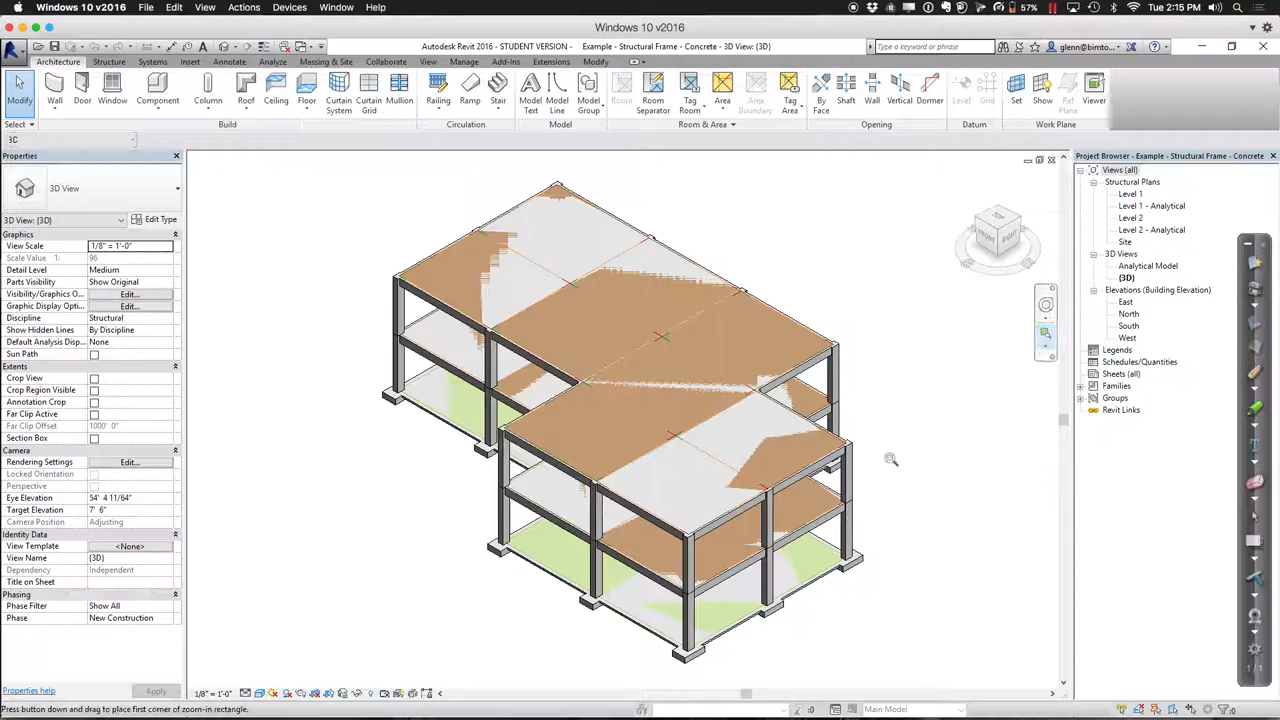 Windows 10 v2016 File Edit View Actions Devices Window Help 57% Tue 2:15 PM
Windows 10 v2016
Autodesk Revit 2016 - STUDENT VERSION - Example - Structural Frame - Concrete - 3D View: {3D} Type a keyword or phrase glenn@bimto...
Architecture Structure Systems Insert Annotate Analyze Massing & Site Collaborate View Manage Add-Ins Extensions Modify
Modify Wall Door Window Component Column Roof Ceiling Floor Curtain System Curtain Grid Mullion Railing Ramp Stair Model Text Model Line Model Group Room Room Separator Tag Room Area Area Boundary Tag Area By Face Shaft Wall Vertical Dormer Level Grid Set Show Ref Plane Viewer
Select Build Circulation Model Room & Area Opening Datum Work Plane
3D
Properties
3D View
3D View: {3D} Edit Type
Graphics
View Scale 1/8" = 1'-0"
Scale Value 1: 96
Detail Level Medium
Parts Visibility Show Original
Visibility/Graphics O... Edit...
Graphic Display Opti... Edit...
Discipline Structural
Show Hidden Lines By Discipline
Default Analysis Disp... None
Sun Path
Extents
Crop View
Crop Region Visible
Annotation Crop
Far Clip Active
Far Clip Offset 1000' 0"
Section Box
Camera
Rendering Settings Edit...
Locked Orientation
Perspective
Eye Elevation 54' 4 11/64"
Target Elevation 7' 6"
Camera Position Adjusting
Identity Data
View Template <None>
View Name {3D}
Dependency Independent
Title on Sheet
Phasing
Phase Filter Show All
Phase New Construction
Properties help Apply
TOP
FRONT RIGHT
Project Browser - Example - Structural Frame - Concrete
Views (all)
Structural Plans
Level 1
Level 1 - Analytical
Level 2
Level 2 - Analytical
Site
3D Views
Analytical Model
{3D}
Elevations (Building Elevation)
East
North
South
West
Legends
Schedules/Quantities
Sheets (all)
Families
Groups
Revit Links
1/1
1/8" = 1'-0"
Press button down and drag to place first corner of zoom-in rectangle. :0 Main Model :0